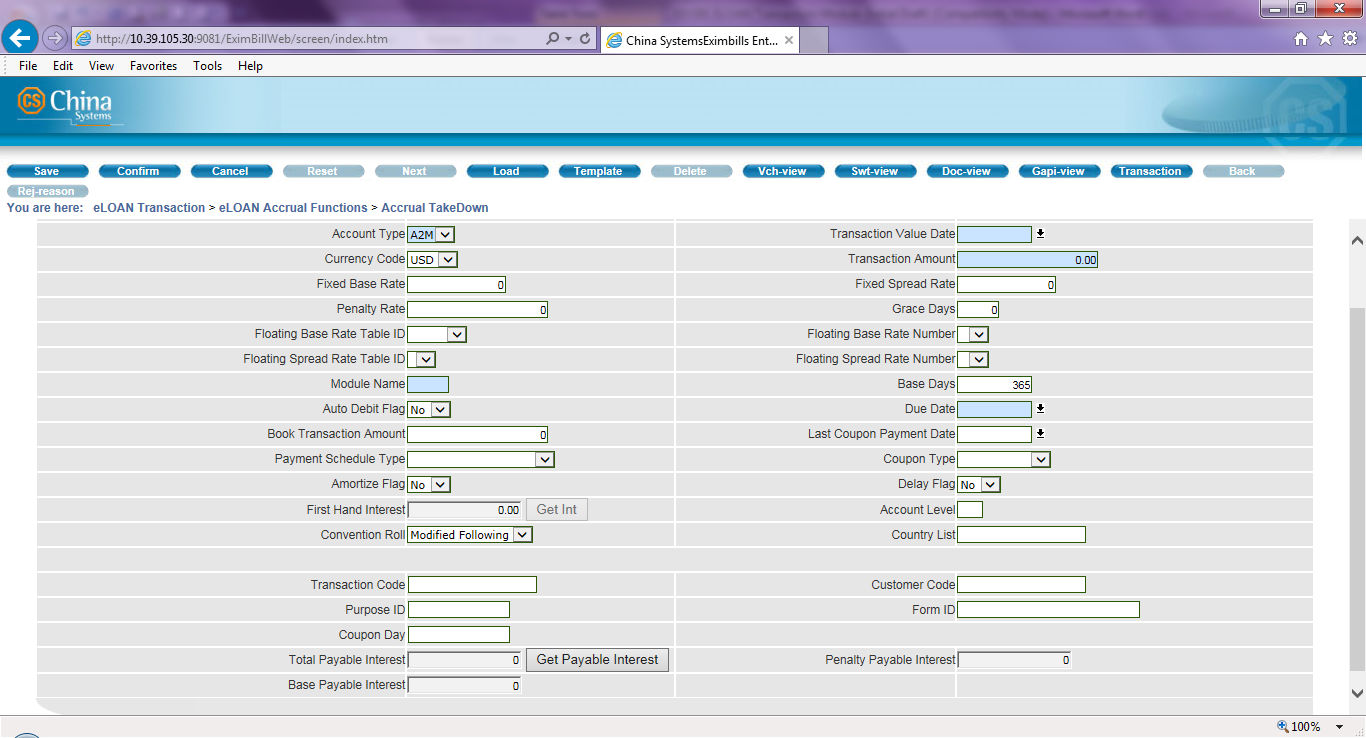 http://10.39.105.30:9081/EximBillWeb/screen/index.htm
China SystemsEximbills Ent...
File Edit View Favorites Tools Help
CS China Systems
CS
Save Confirm Cancel Reset Next Load Template Delete Vch-view Swt-view Doc-view Gapi-view Transaction Back
Rej-reason
You are here: eLOAN Transaction > eLOAN Accrual Functions > Accrual TakeDown
Account Type A2M Transaction Value Date
Currency Code USD Transaction Amount 0.00
Fixed Base Rate 0 Fixed Spread Rate 0
Penalty Rate 0 Grace Days 0
Floating Base Rate Table ID Floating Base Rate Number
Floating Spread Rate Table ID Floating Spread Rate Number
Module Name Base Days 365
Auto Debit Flag No Due Date
Book Transaction Amount 0 Last Coupon Payment Date
Payment Schedule Type Coupon Type
Amortize Flag No Delay Flag No
First Hand Interest 0.00 Get Int Account Level
Convention Roll Modified Following Country List
Transaction Code Customer Code
Purpose ID Form ID
Coupon Day
Total Payable Interest 0 Get Payable Interest Penalty Payable Interest 0
Base Payable Interest 0
100%